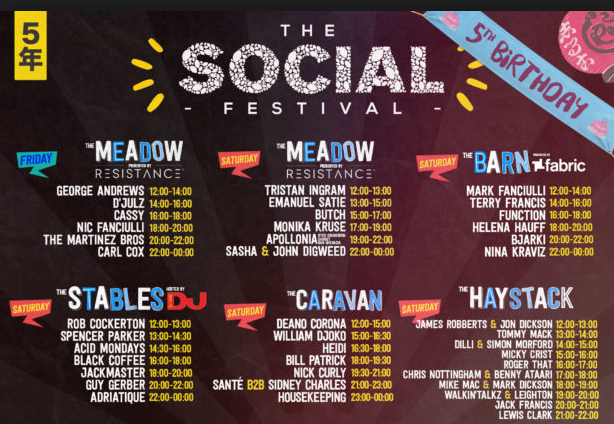 5
年
THE
SOCIAL
- FESTIVAL -
5TH BIRTHDAY
FRIDAY
THE MEADOW
PRESENTED BY
RESISTANCE
GEORGE ANDREWS 12:00-14:00
D'JULZ 14:00-16:00
CASSY 16:00-18:00
NIC FANCIULLI 18:00-20:00
THE MARTINEZ BROS 20:00-22:00
CARL COX 22:00-00:00
SATURDAY
THE MEADOW
PRESENTED BY
RESISTANCE
TRISTAN INGRAM 12:00-13:00
EMANUEL SATIE 13:00-15:00
BUTCH 15:00-17:00
MONIKA KRUSE 17:00-19:00
APOLLONIA 19:00-22:00
SASHA & JOHN DIGWEED 22:00-00:00
SATURDAY
THE BARN PRESENTED BY fabric
MARK FANCIULLI 12:00-14:00
TERRY FRANCIS 14:00-16:00
FUNCTION 16:00-18:00
HELENA HAUFF 18:00-20:00
BJARKI 20:00-22:00
NINA KRAVIZ 22:00-00:00
SATURDAY
THE STABLES HOSTED BY DJ
ROB COCKERTON 12:00-13:00
SPENCER PARKER 13:00-14:30
ACID MONDAYS 14:30-16:00
BLACK COFFEE 16:00-18:00
JACKMASTER 18:00-20:00
GUY GERBER 20:00-22:00
ADRIATIQUE 22:00-00:00
SATURDAY
THE CARAVAN
DEANO CORONA 12:00-15:00
WILLIAM DJOKO 15:00-16:30
HEIDI 16:30-18:00
BILL PATRICK 18:00-19:30
NICK CURLY 19:30-21:00
SANTÉ B2B SIDNEY CHARLES 21:00-23:00
HOUSEKEEPING 23:00-00:00
SATURDAY
THE HAYSTACK
JAMES ROBBERTS & JON DICKSON 12:00-13:00
TOMMY MACK 13:00-14:00
DILLI & SIMON MORFORD 14:00-15:00
MICKY CRIST 15:00-16:00
ROGER THAT 16:00-17:00
CHRIS NOTTINGHAM & BENNY ATAARI 17:00-18:00
MIKE MAC & MARK DICKSON 18:00-19:00
WALKIN'TALKZ & LEIGHTON 19:00-20:00
JACK FRANCIS 20:00-21:00
LEWIS CLARK 21:00-22:00